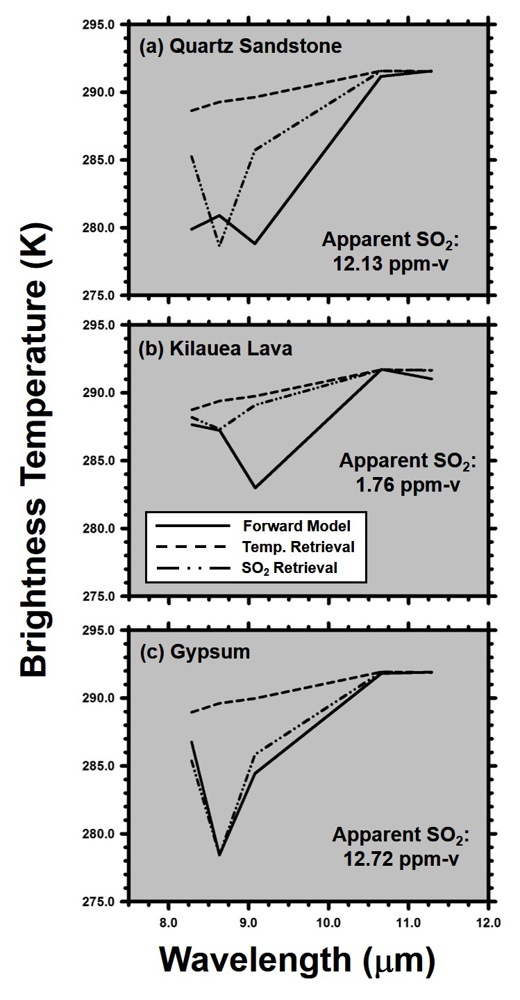 Brightness Temperature (K)
295.0
(a) Quartz Sandstone
290.0
285.0
280.0
Apparent SO₂:
12.13 ppm-v
275.0
295.0
(b) Kilauea Lava
290.0
285.0
Apparent SO₂:
1.76 ppm-v
280.0
Forward Model
Temp. Retrieval
SO₂ Retrieval
275.0
295.0
(c) Gypsum
290.0
285.0
280.0
Apparent SO₂:
12.72 ppm-v
275.0
8.0 9.0 10.0 11.0 12.0
Wavelength (μm)